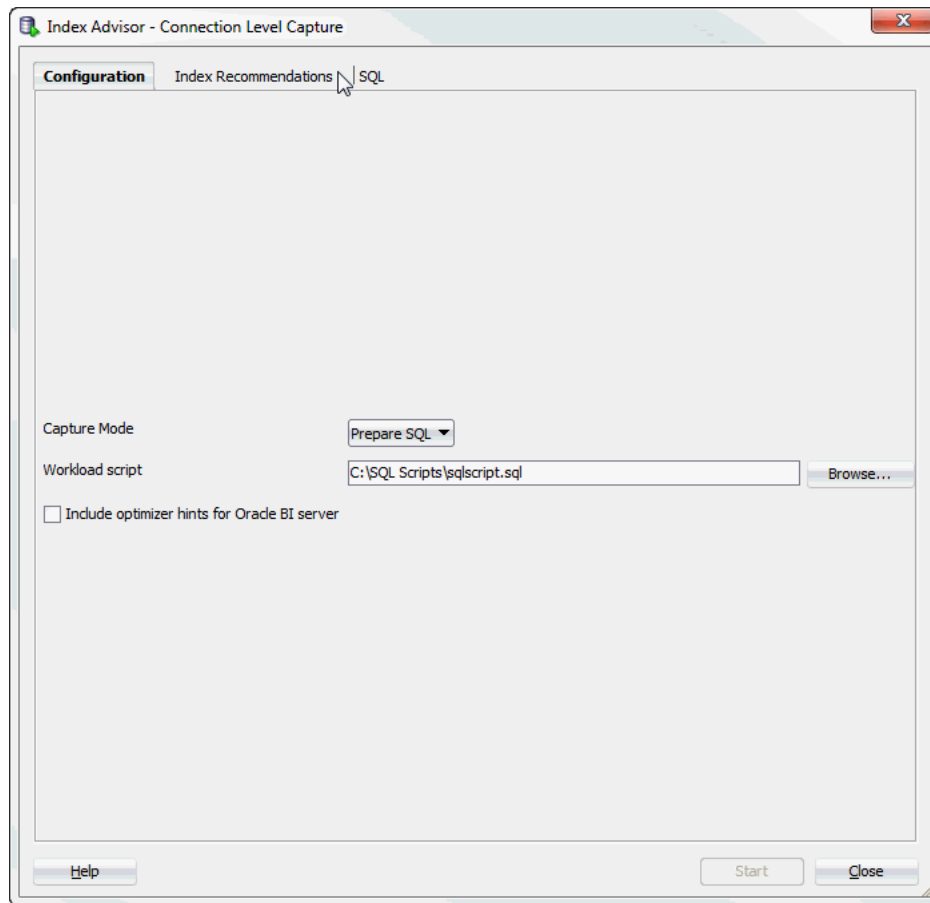 Index Advisor - Connection Level Capture
Configuration Index Recommendations SQL
Capture Mode Prepare SQL
Workload script C:\SQL Scripts\sqlscript.sql Browse...
Include optimizer hints for Oracle BI server
Help Start Close